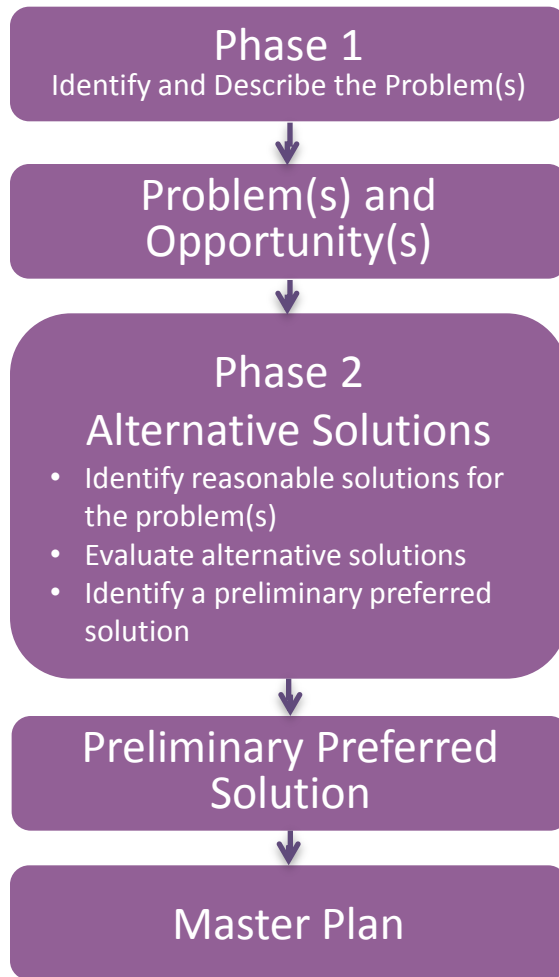 Phase 1
Identify and Describe the Problem(s)
Problem(s) and
Opportunity(s)
Phase 2
Alternative Solutions
• Identify reasonable solutions for
the problem(s)
• Evaluate alternative solutions
• Identify a preliminary preferred
solution
Preliminary Preferred
Solution
Master Plan